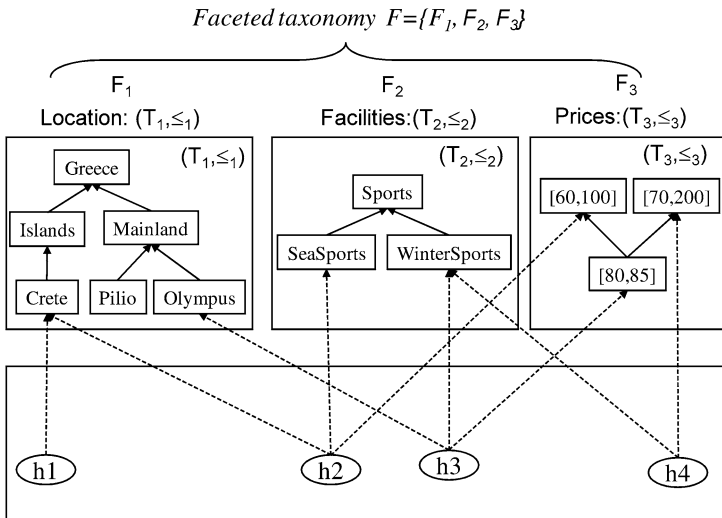 Faceted taxonomy F={F1, F2, F3}
F1 F2 F3
Location: (T1,≤1) Facilities:(T2,≤2) Prices:(T3,≤3)
(T1,≤1) (T2,≤2) (T3,≤3)
Greece Sports [60,100] [70,200]
Islands Mainland SeaSports WinterSports
[80,85]
Crete Pilio Olympus
h1 h2 h3 h4